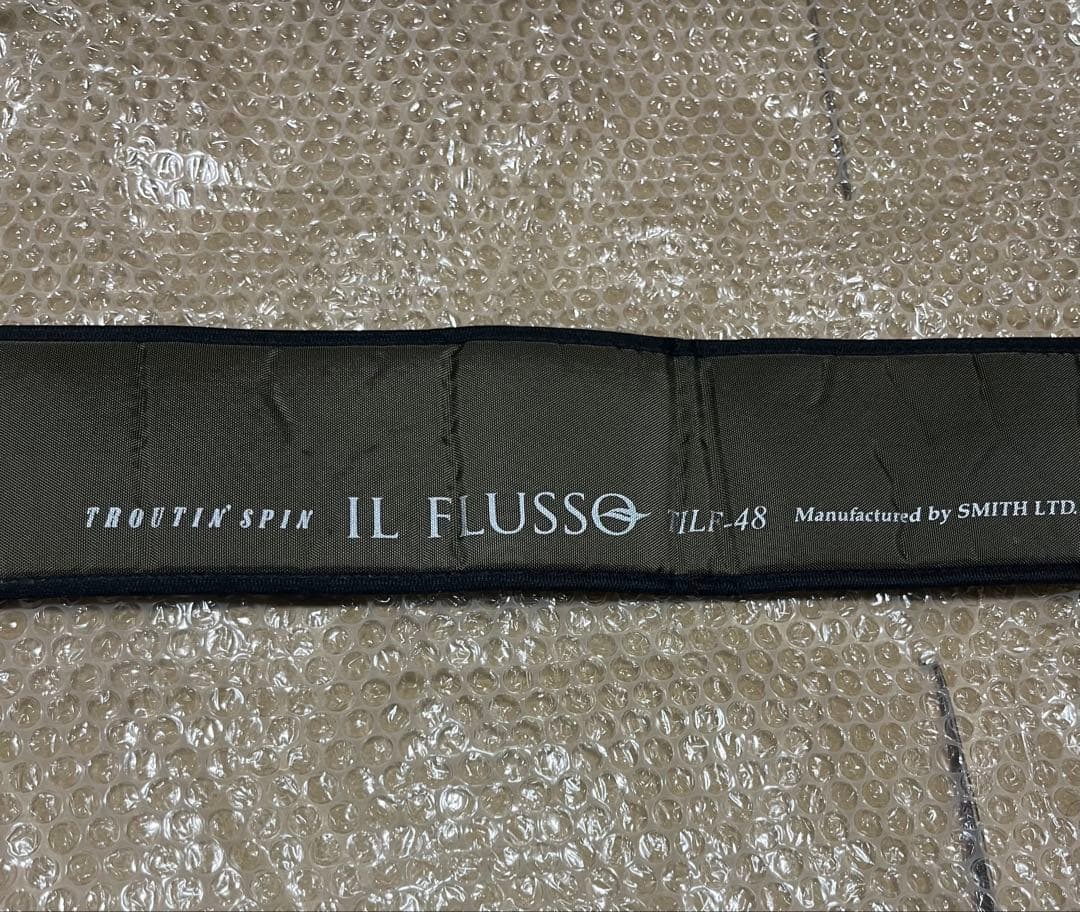 TROUTIN' SPIN IL FLUSSO TILF-48 Manufactured by SMITH LTD.